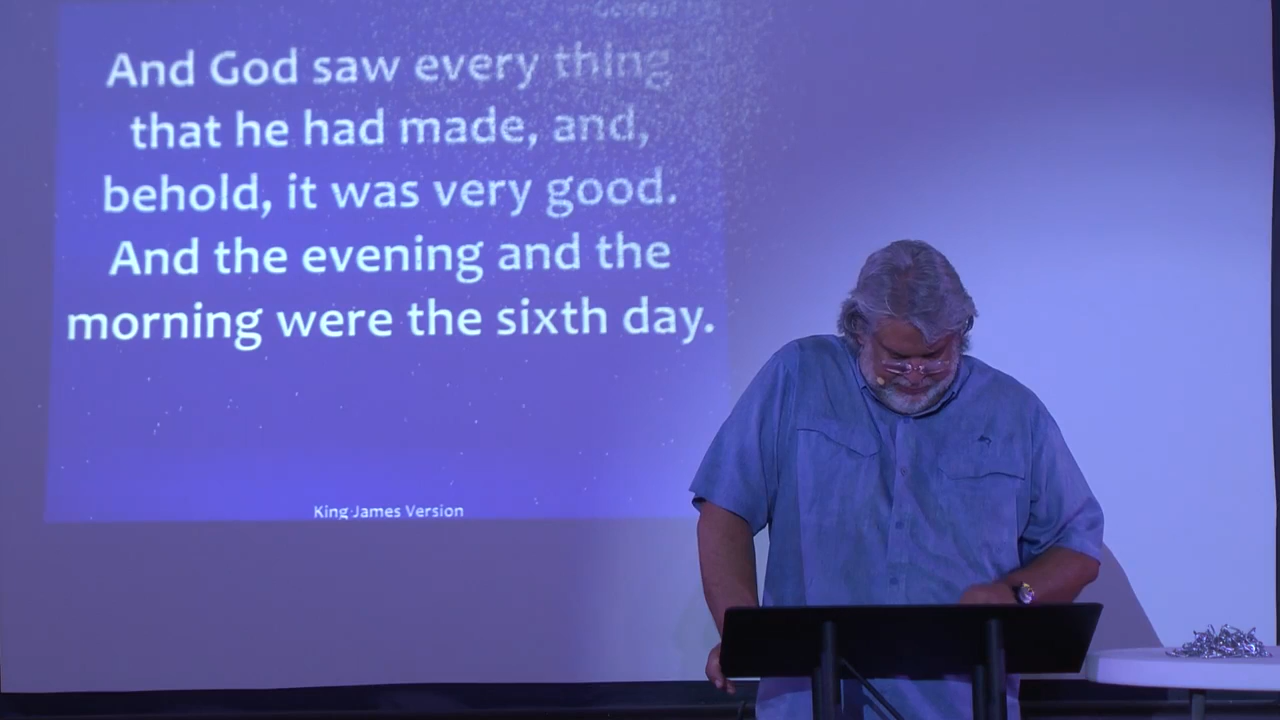 And God saw every thing
that he had made, and,
behold, it was very good.
And the evening and the
morning were the sixth day.
King James Version